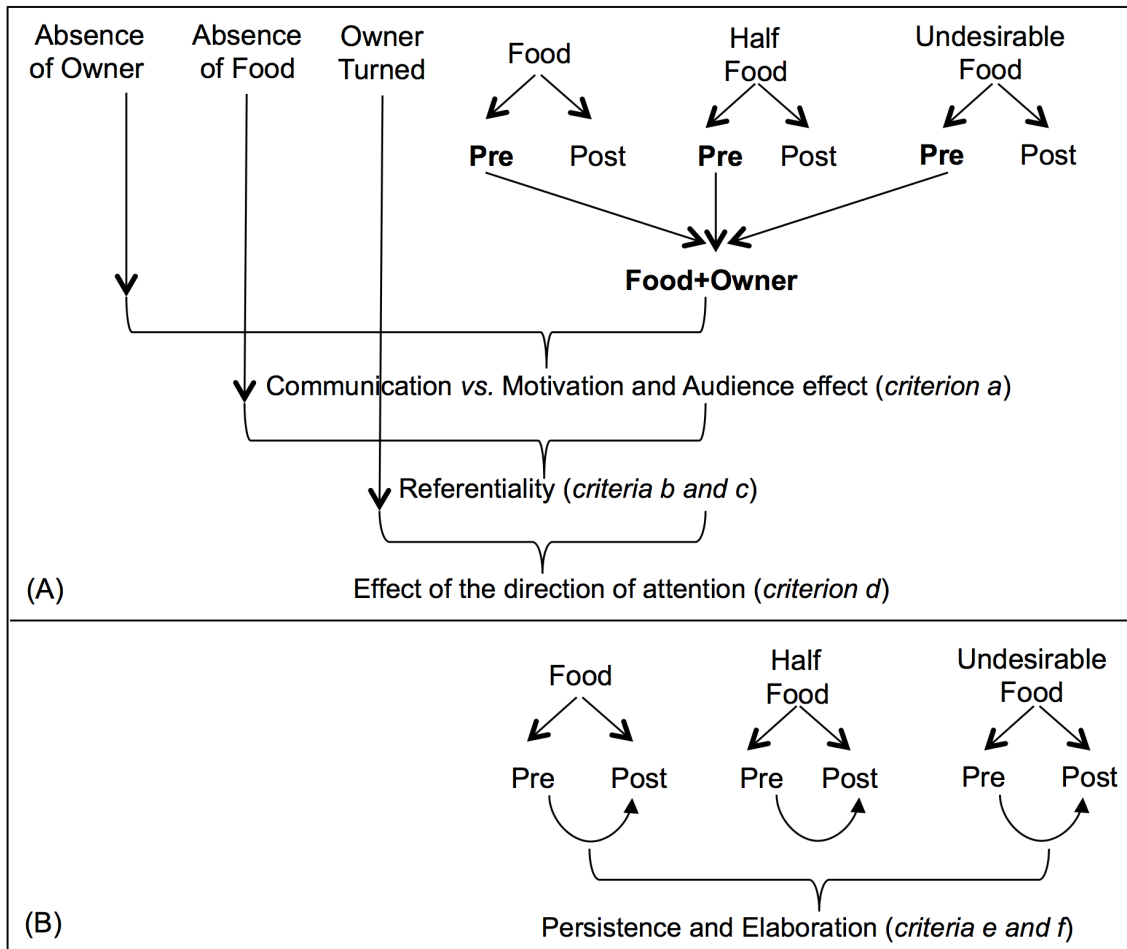 Absence of Owner
Absence of Food
Owner Turned
Food
Half Food
Undesirable Food
Pre
Post
Pre
Post
Pre
Post
Food+Owner
Communication vs. Motivation and Audience effect (criterion a)
Referentiality (criteria b and c)
Effect of the direction of attention (criterion d)
(A)
Food
Half Food
Undesirable Food
Pre
Post
Pre
Post
Pre
Post
Persistence and Elaboration (criteria e and f)
(B)